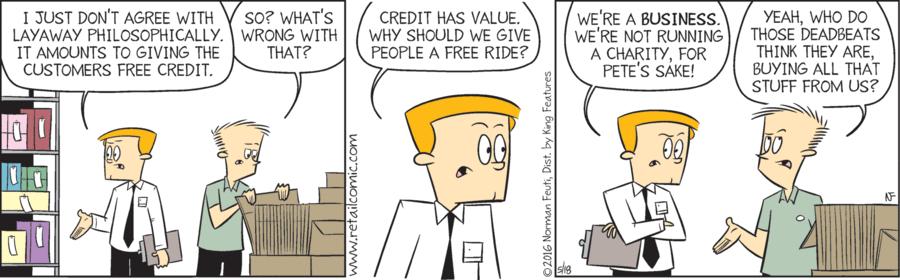 I JUST DON'T AGREE WITH
LAYAWAY PHILOSOPHICALLY.
IT AMOUNTS TO GIVING THE
CUSTOMERS FREE CREDIT.
SO? WHAT'S
WRONG WITH
THAT?
www.retailcomic.com
CREDIT HAS VALUE.
WHY SHOULD WE GIVE
PEOPLE A FREE RIDE?
©2016 Norman Feuti, Dist. by King Features
WE'RE A BUSINESS.
WE'RE NOT RUNNING
A CHARITY, FOR
PETE'S SAKE!
YEAH, WHO DO
THOSE DEADBEATS
THINK THEY ARE,
BUYING ALL THAT
STUFF FROM US?
5/18
NF